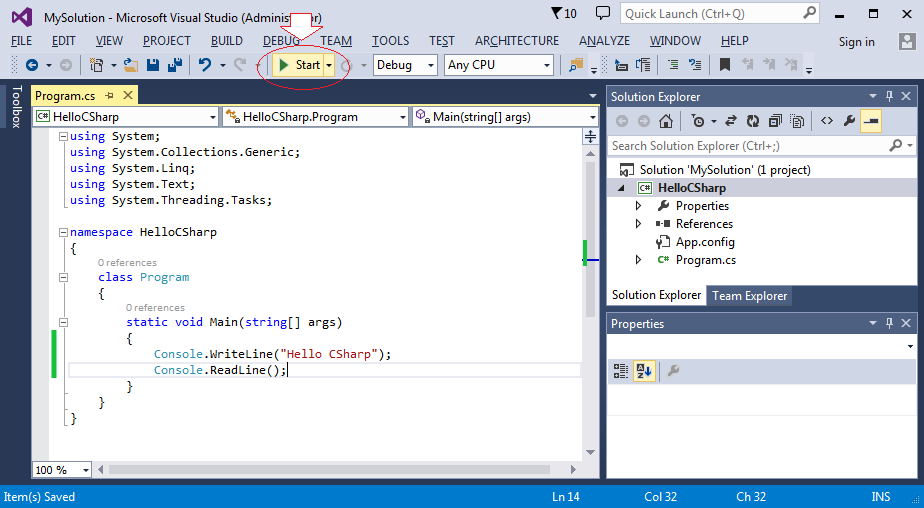 MySolution - Microsoft Visual Studio (Administrator)
10
Quick Launch (Ctrl+Q)
FILE EDIT VIEW PROJECT BUILD DEBUG TEAM TOOLS TEST ARCHITECTURE ANALYZE WINDOW HELP Sign in
Start Debug Any CPU
Toolbox
Program.cs
HelloCSharp HelloCSharp.Program Main(string[] args)
using System;
using System.Collections.Generic;
using System.Linq;
using System.Text;
using System.Threading.Tasks;
namespace HelloCSharp
{
0 references
class Program
{
0 references
static void Main(string[] args)
{
Console.WriteLine("Hello CSharp");
Console.ReadLine();
}
}
}
100 %
Solution Explorer
Search Solution Explorer (Ctrl+;)
Solution 'MySolution' (1 project)
C# HelloCSharp
Properties
References
App.config
C# Program.cs
Solution Explorer Team Explorer
Properties
Item(s) Saved Ln 14 Col 32 Ch 32 INS